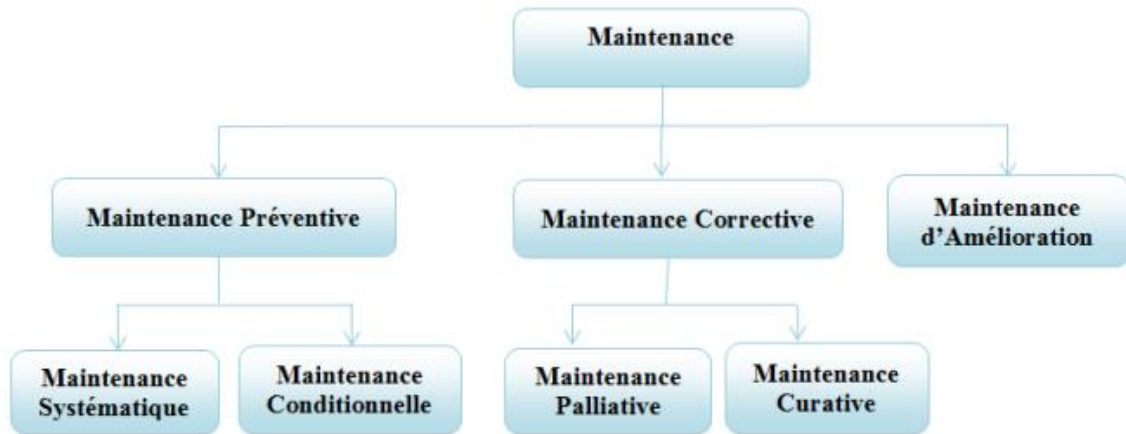 Maintenance
Maintenance Préventive
Maintenance Corrective
Maintenance
d’Amélioration
Maintenance
Systématique
Maintenance
Conditionnelle
Maintenance
Palliative
Maintenance
Curative